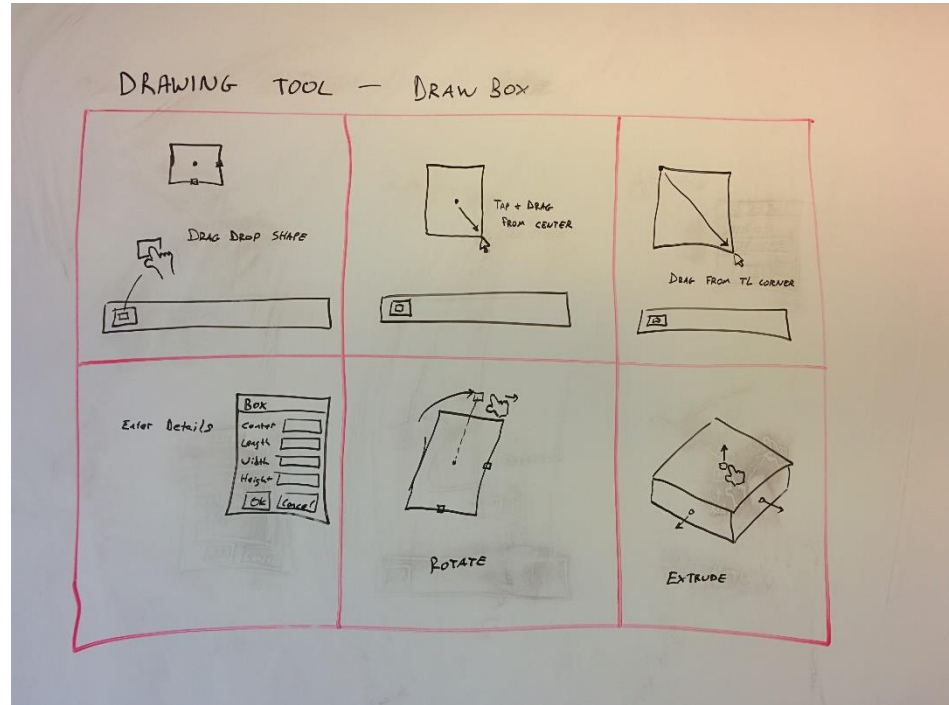 DRAWING TOOL — DRAW BOX
DRAG DROP SHAPE
TAP + DRAG
FROM CENTER
DRAG FROM TL CORNER
Enter Details
Box
Center
Length
Width
Height
Ok Cancel
ROTATE
EXTRUDE